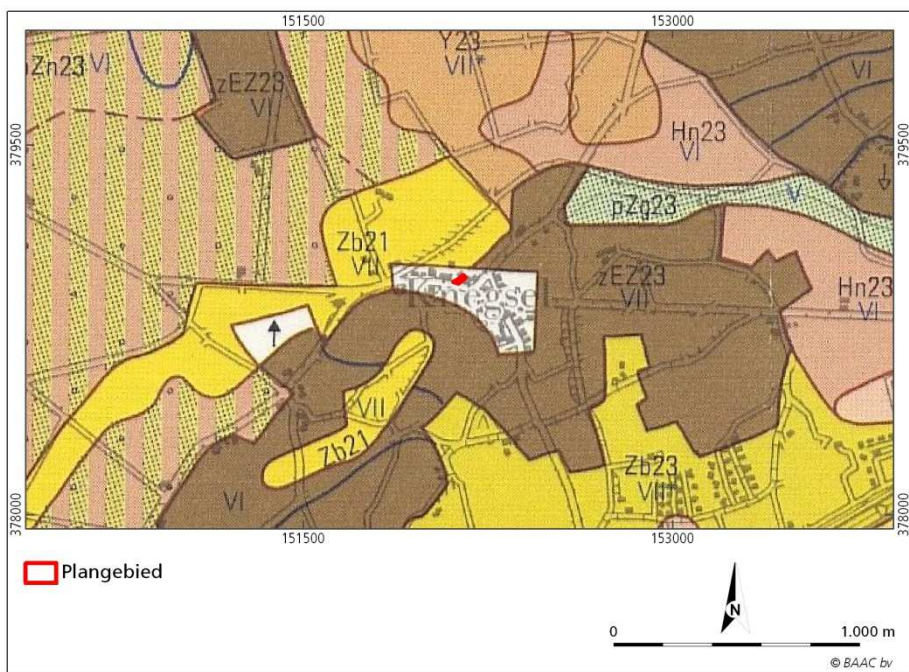 151500 153000
Zn23 VI
zEZ23
VI
Y23
VII*
VI
Hn23
VI
379500
379500
V
pZg23
Zb21
VII
Knegsel
zEZ23
VII
Hn23
VI
VII
Zb21
Zb23
VII*
VI
378000
378000
151500 153000
Plangebied
N
0 1.000 m
© BAAC bv